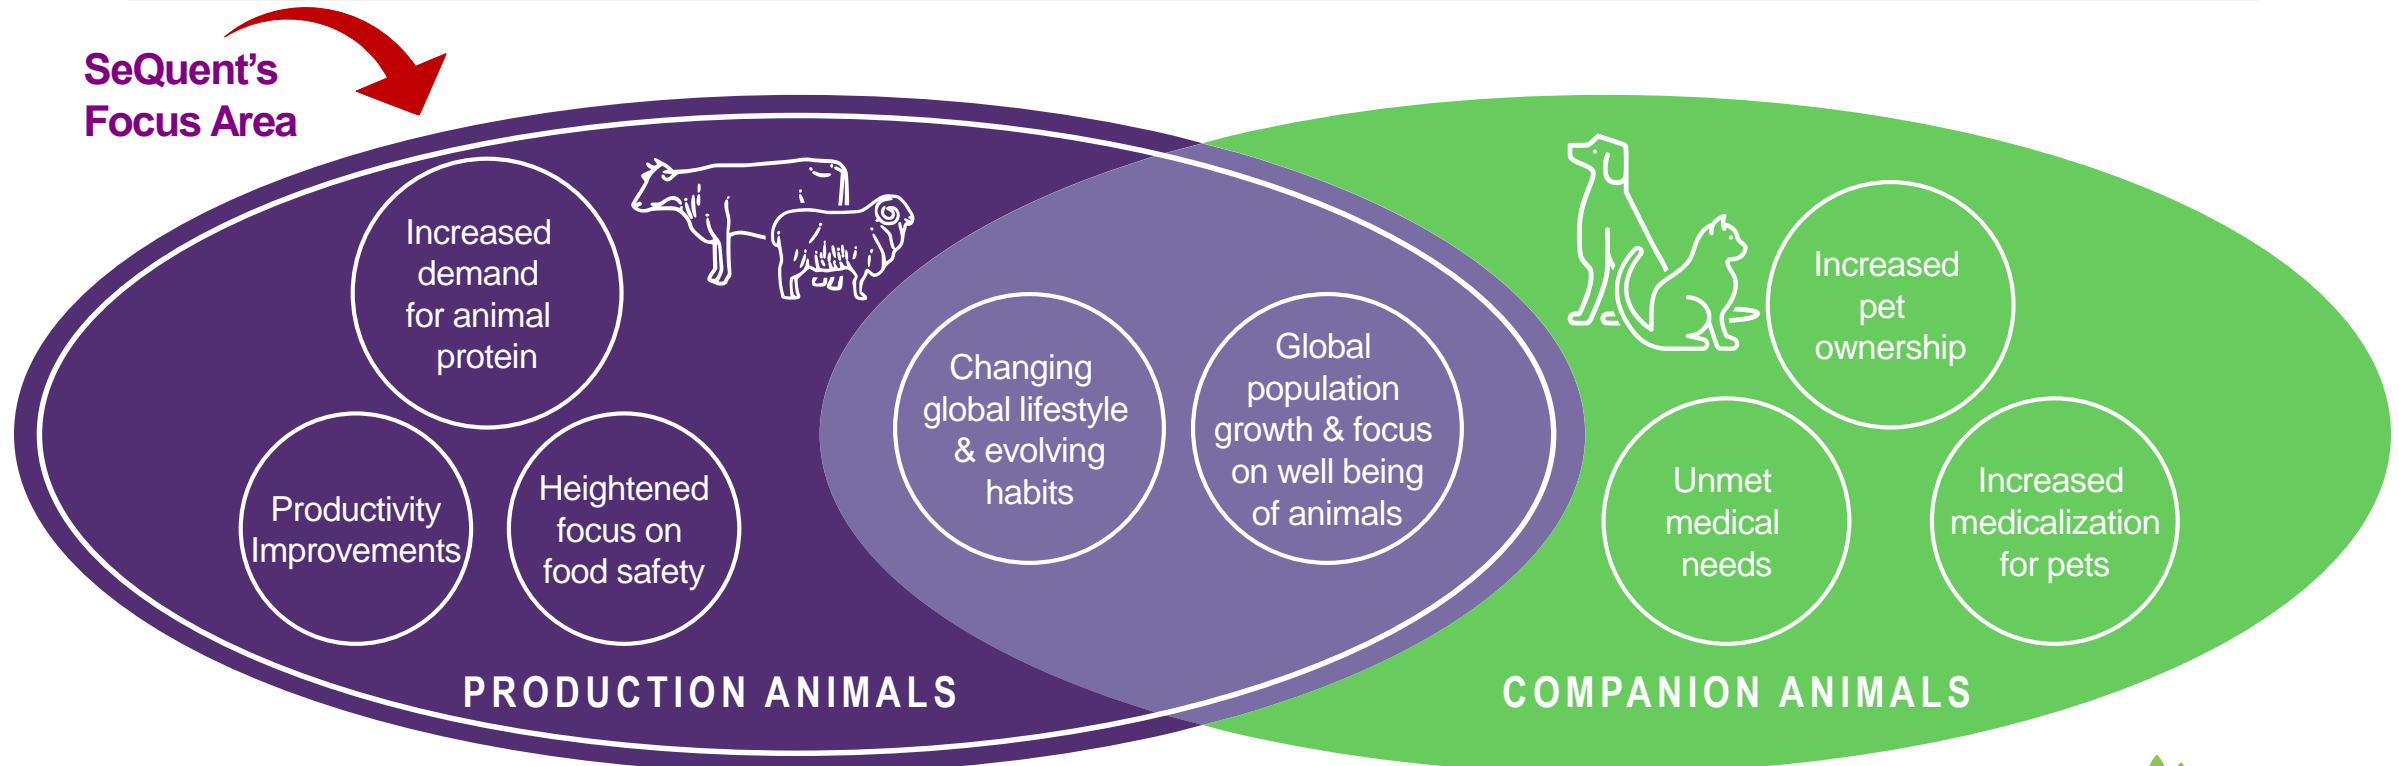 SeQuent’s
Focus Area
Increased
demand
for animal
protein
Productivity
Improvements
Heightened
focus on
food safety
Changing
global lifestyle
& evolving
habits
Global
population
growth & focus
on well being
of animals
Increased
pet
ownership
Unmet
medical
needs
Increased
medicalization
for pets
PRODUCTION ANIMALS
COMPANION ANIMALS